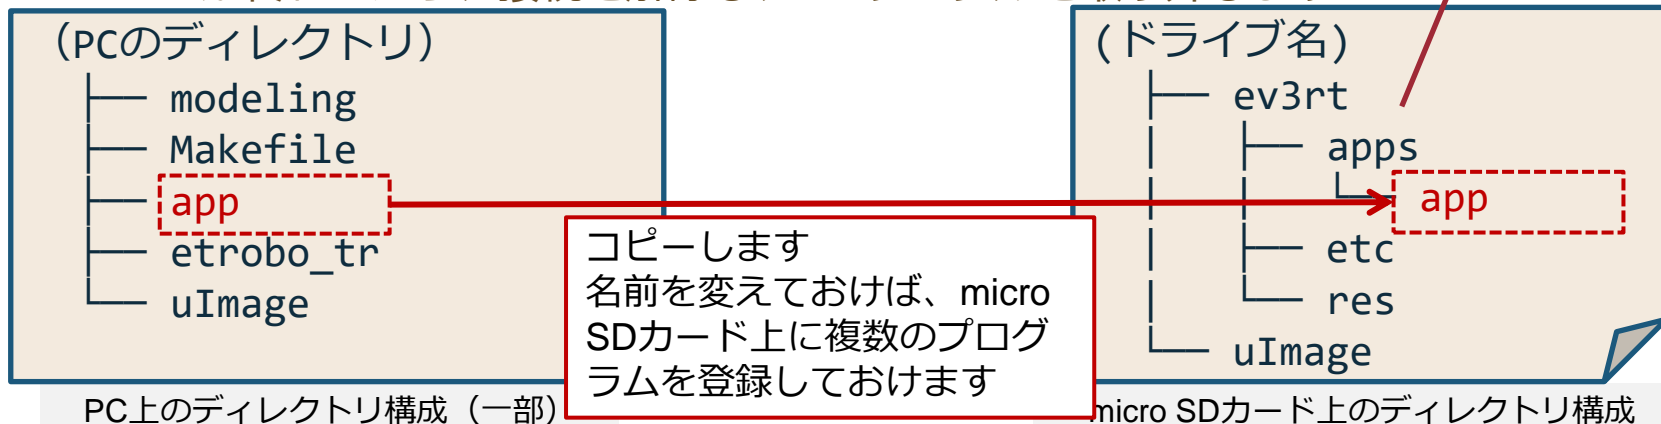 （PCのディレクトリ）
├── modeling
├── Makefile
├── app
├── etrobo_tr
└── uImage
PC上のディレクトリ構成（一部）
コピーします
名前を変えておけば、micro
SDカード上に複数のプログ
ラムを登録しておけます
(ドライブ名)
├── ev3rt
│   ├── apps
│   │   └── app
│   ├── etc
│   └── res
└── uImage
micro SDカード上のディレクトリ構成